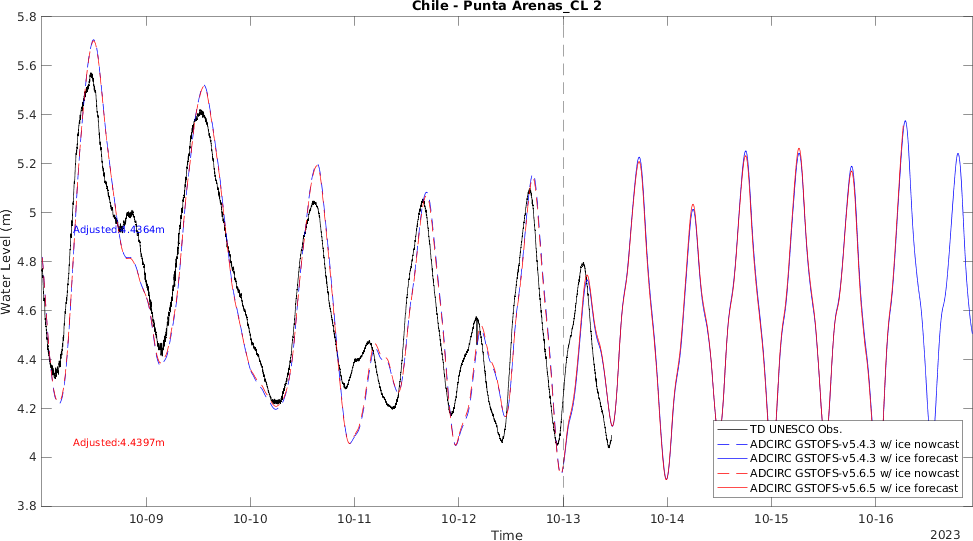 Chile - Punta Arenas_CL 2
5.8
5.6
5.4
5.2
5
4.8
4.6
4.4
4.2
4
3.8
Water Level (m)
Adjusted:4.4364m
Adjusted:4.4397m
TD UNESCO Obs.
ADCIRC GSTOFS-v5.4.3 w/ ice nowcast
ADCIRC GSTOFS-v5.4.3 w/ ice forecast
ADCIRC GSTOFS-v5.6.5 w/ ice nowcast
ADCIRC GSTOFS-v5.6.5 w/ ice forecast
10-09 10-10 10-11 10-12 10-13 10-14 10-15 10-16
Time
2023